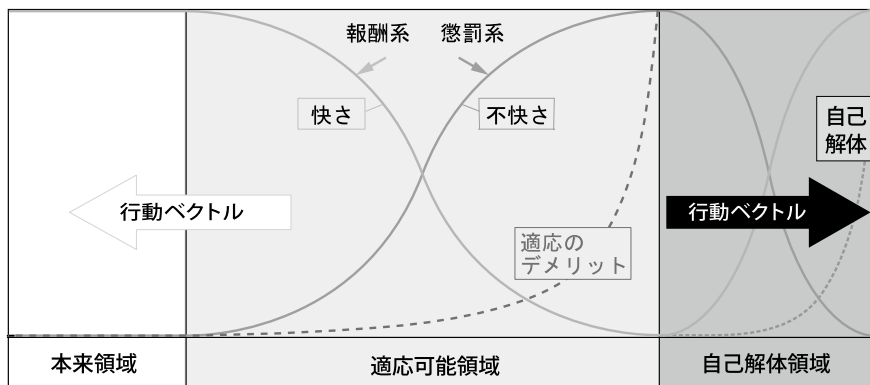 報酬系
懲罰系
快さ
不快さ
自己
解体
行動ベクトル
行動ベクトル
適応の
デメリット
本来領域
適応可能領域
自己解体領域